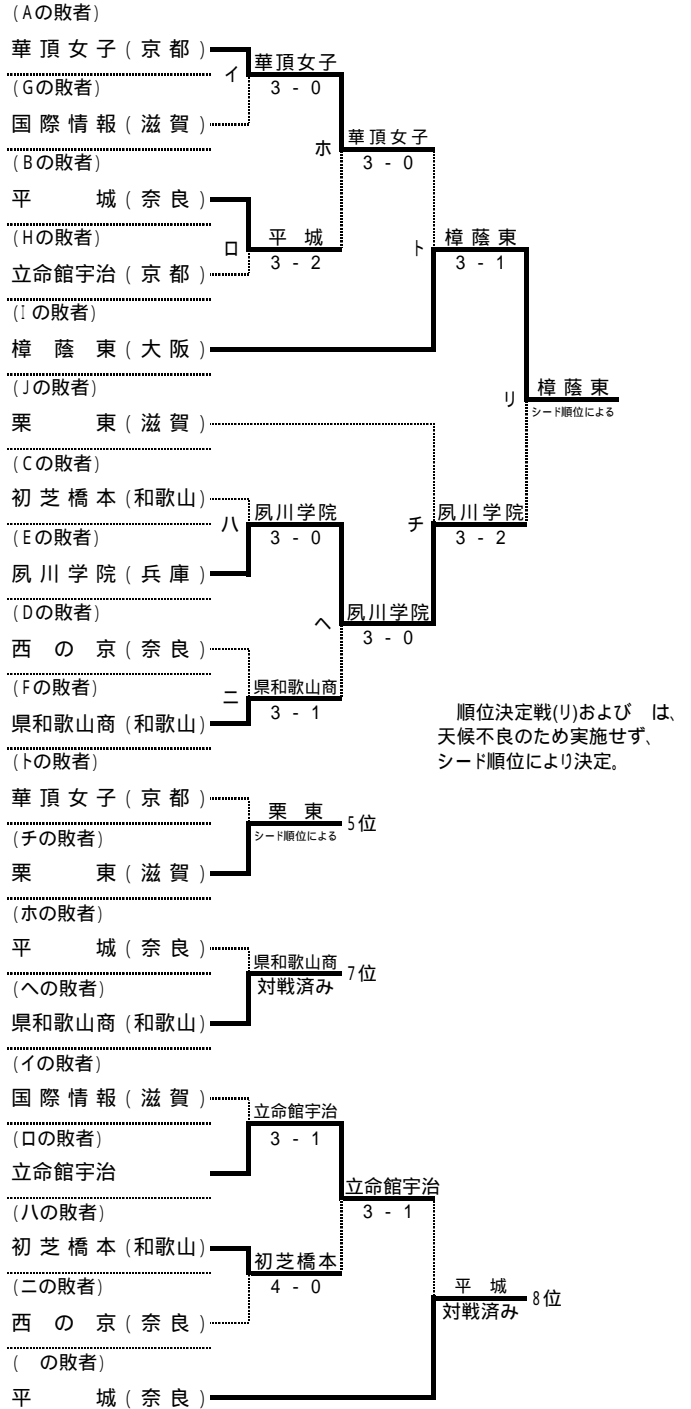 (Aの敗者)
華頂女子(京都)
イ
華頂女子
3 - 0
(Gの敗者)
国際情報(滋賀)
ホ
華頂女子
3 - 0
(Bの敗者)
平 城(奈良)
(Hの敗者)
ロ
平 城
3 - 2
ト
樟蔭東
3 - 1
立命館宇治(京都)
(Iの敗者)
樟 蔭 東(大阪)
(Jの敗者)
リ
樟蔭東
シード順位による
栗 東(滋賀)
(Cの敗者)
初芝橋本(和歌山)
ハ
夙川学院
3 - 0
チ
夙川学院
3 - 2
(Eの敗者)
夙川学院(兵庫)
(Dの敗者)
ヘ
夙川学院
3 - 0
西 の 京(奈良)
(Fの敗者)
ニ
県和歌山商
3 - 1
県和歌山商(和歌山)
順位決定戦(リ)および は、
天候不良のため実施せず、
シード順位により決定。
(トの敗者)
華頂女子(京都)
栗 東
シード順位による
5位
(チの敗者)
栗 東(滋賀)
(ホの敗者)
平 城(奈良)
県和歌山商
対戦済み
7位
(ヘの敗者)
県和歌山商(和歌山)
(イの敗者)
国際情報(滋賀)
立命館宇治
3 - 1
(ロの敗者)
立命館宇治
立命館宇治
3 - 1
(ハの敗者)
初芝橋本(和歌山)
初芝橋本
4 - 0
(ニの敗者)
西 の 京(奈良)
平 城
対戦済み
8位
( の敗者)
平 城(奈良)